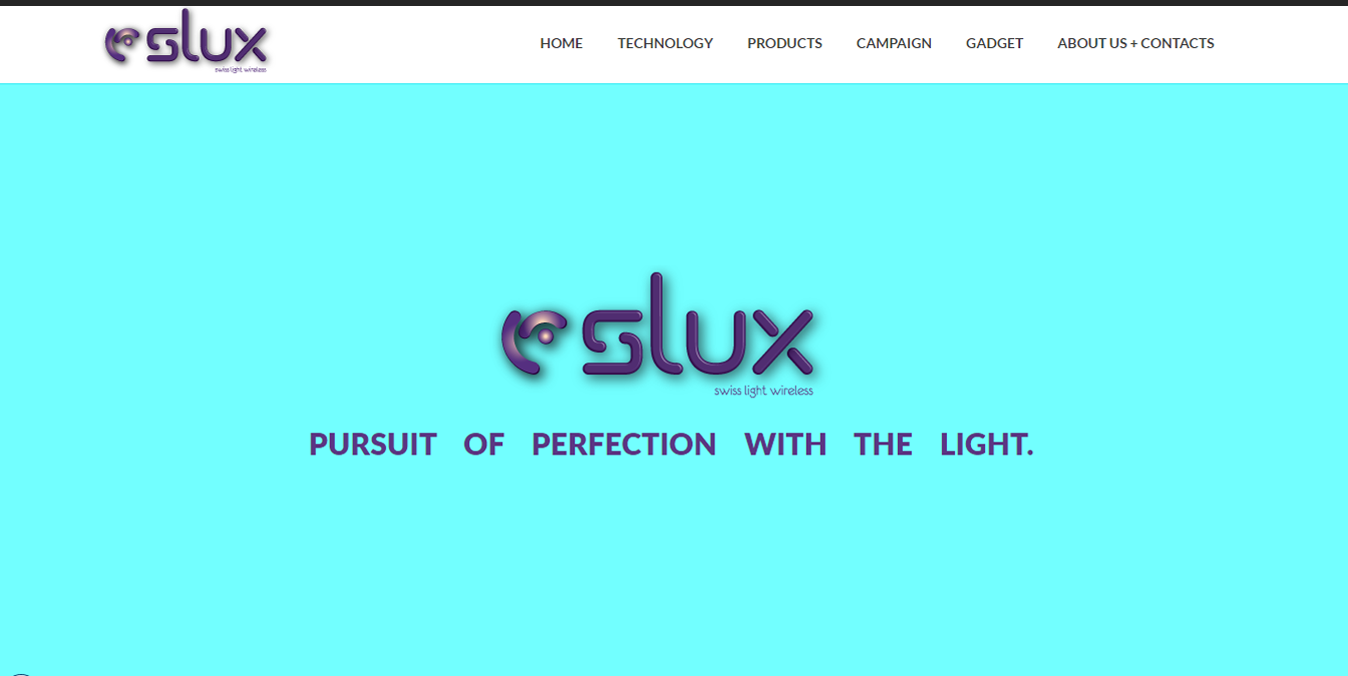 slux
swiss light wireless
HOME TECHNOLOGY PRODUCTS CAMPAIGN GADGET ABOUT US + CONTACTS
slux
swiss light wireless
PURSUIT OF PERFECTION WITH THE LIGHT.